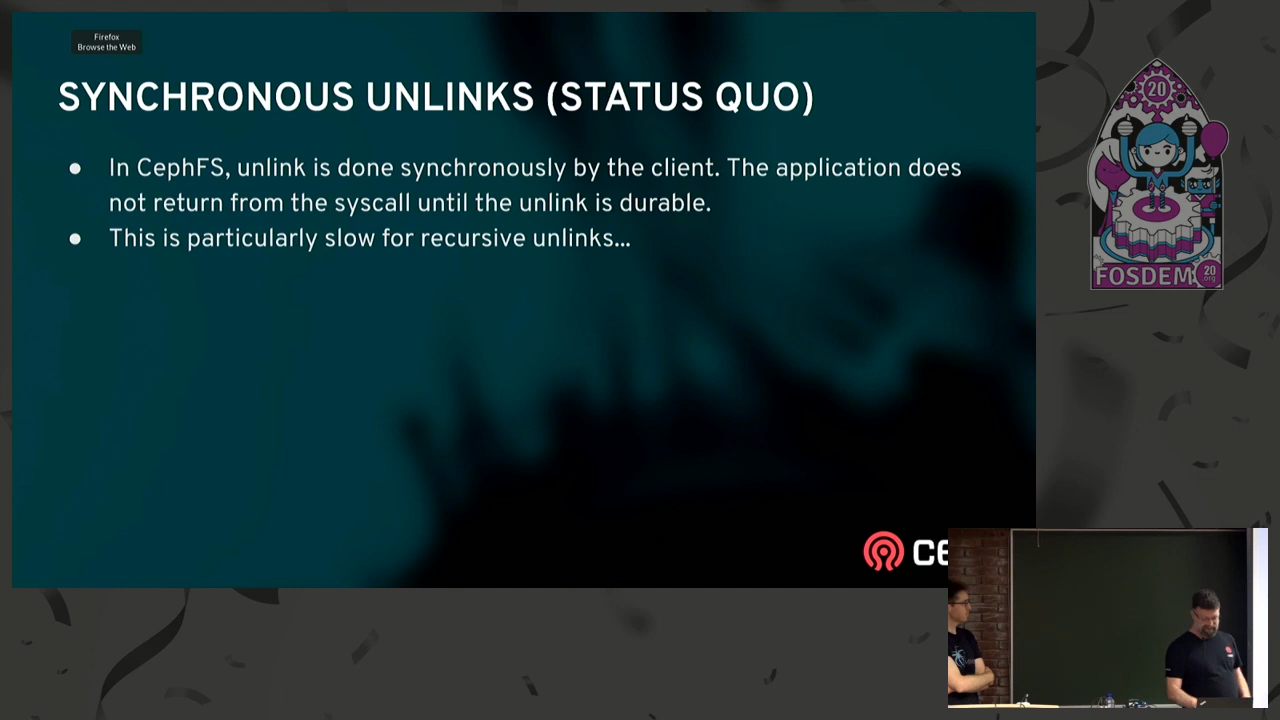 Firefox
Browse the Web
SYNCHRONOUS UNLINKS (STATUS QUO)
● In CephFS, unlink is done synchronously by the client. The application does
not return from the syscall until the unlink is durable.
● This is particularly slow for recursive unlinks...
20
FOSDEM
20
.org
ce